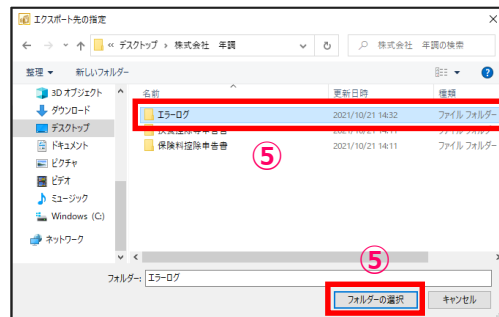 エクスポート先の指定
« デスクトップ › 株式会社 年調
株式会社 年調の検索
整理 新しいフォルダー
名前 更新日時 種類
3D オブジェクト
ダウンロード
デスクトップ
ドキュメント
ピクチャ
ビデオ
ミュージック
Windows (C:)
ネットワーク
エラーログ 2021/10/21 14:32 ファイル フォルダー
2021/10/21 14:11 ファイル フォルダー
保険料控除申告書 2021/10/21 14:11 ファイル フォルダー
⑤
⑤
フォルダー: エラーログ
フォルダーの選択 キャンセル